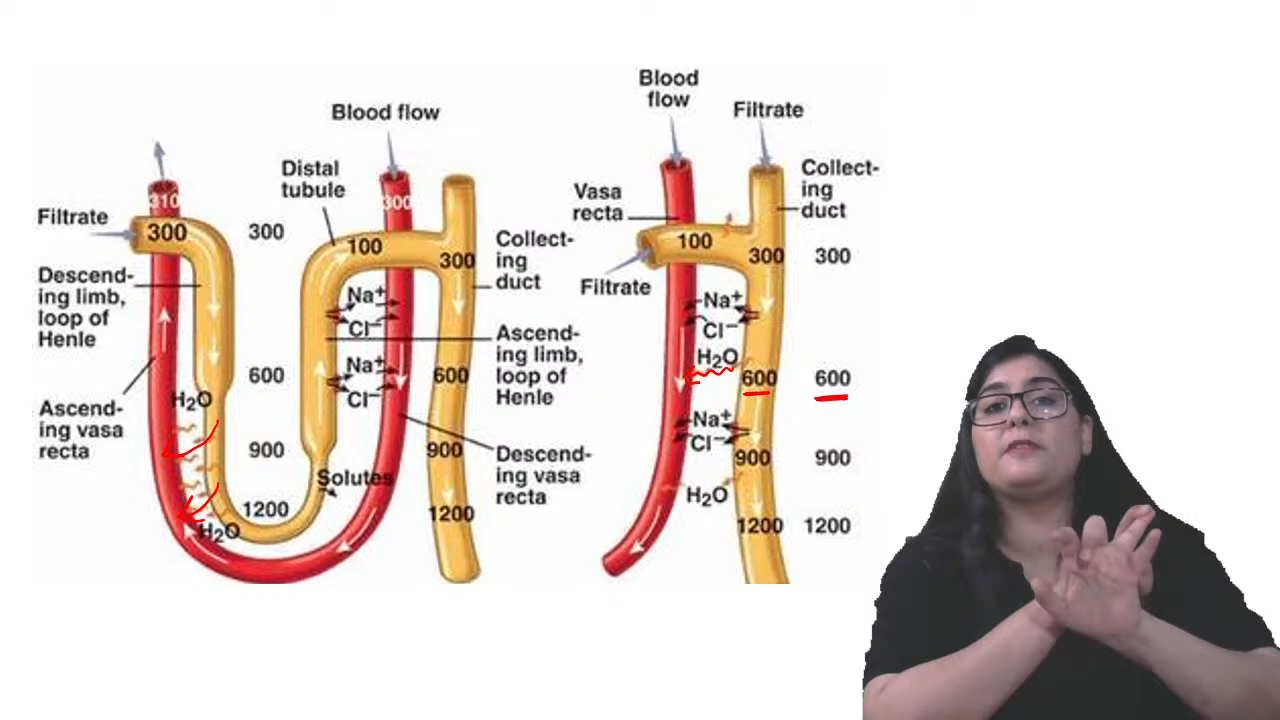 Blood flow
Distal
tubule
310
300
Filtrate
300
300
100
Collect-
ing
duct
300
Descend-
ing limb,
loop of
Henle
Na⁺
Cl⁻
Ascend-
ing limb,
loop of
Henle
Na⁺
Cl⁻
600
600
H₂O
Ascend-
ing vasa
recta
900
900
Descend-
ing vasa
recta
Solutes
1200
1200
H₂O
Blood
flow
Filtrate
Vasa
recta
Collect-
ing
duct
100
300
300
Filtrate
Na⁺
Cl⁻
H₂O
600
600
Na⁺
Cl⁻
900
900
H₂O
1200
1200